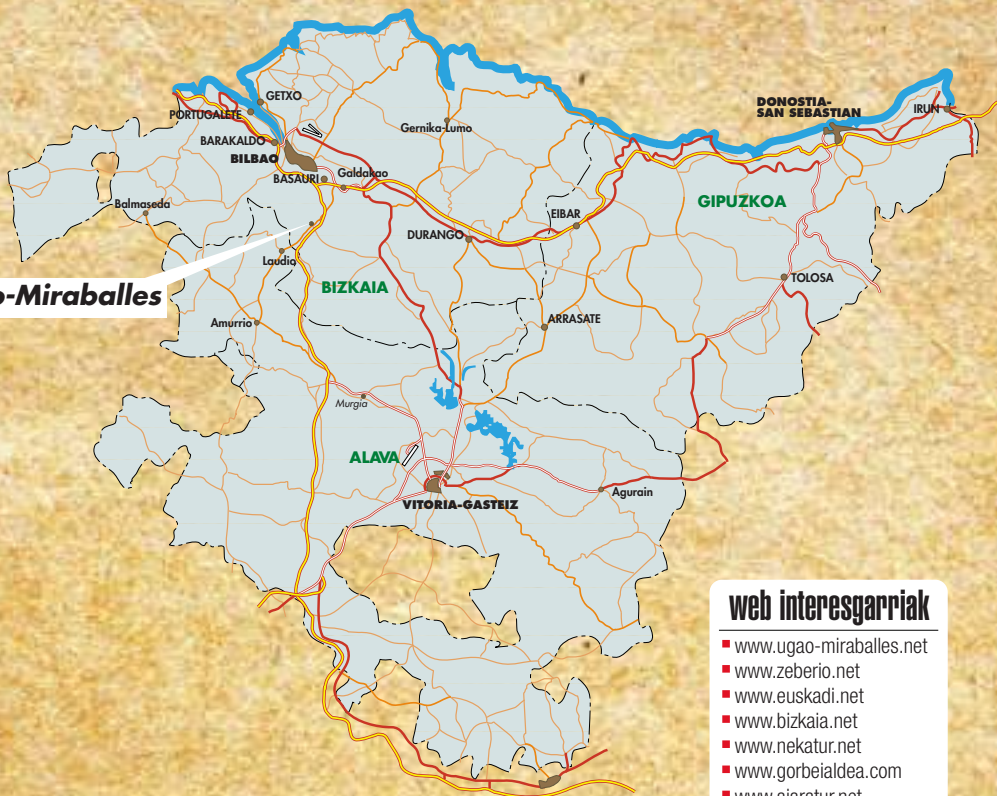 GETXO
PORTUGALETE
BARAKALDO
BILBAO
BASAURI
Galdakao
Gernika-Lumo
DONOSTIA-
SAN SEBASTIAN
IRUN
GIPUZKOA
Balmaseda
EIBAR
DURANGO
Laudio
BIZKAIA
TOLOSA
-Miraballes
Amurrio
ARRASATE
Murgia
ALAVA
VITORIA-GASTEIZ
Agurain
web interesgarriak
www.ugao-miraballes.net
www.zeberio.net
www.euskadi.net
www.bizkaia.net
www.nekatur.net
www.gorbeialdea.com